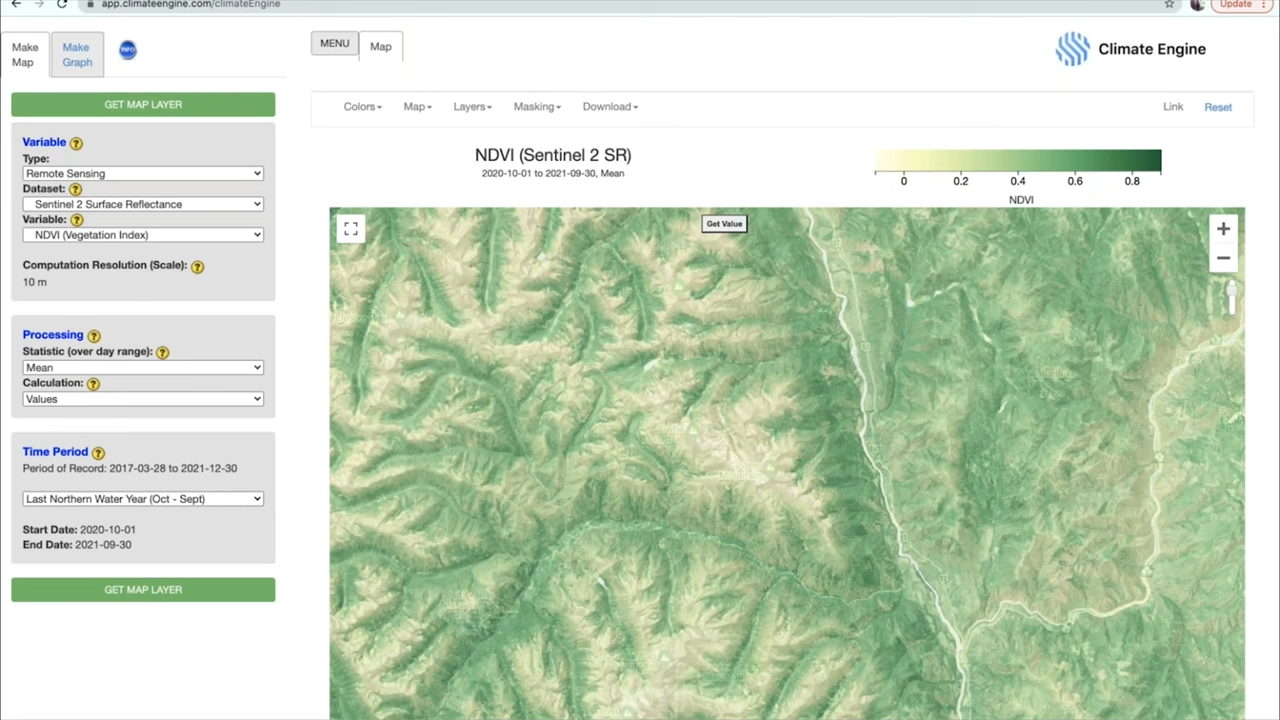 app.climateengine.com/climateEngine
Update
Make Map
Make Graph
INFO
MENU
Map
Climate Engine
GET MAP LAYER
Colors
Map
Layers
Masking
Download
Link
Reset
Variable ?
Type:
Remote Sensing
Dataset: ?
Sentinel 2 Surface Reflectance
Variable: ?
NDVI (Vegetation Index)
Computation Resolution (Scale): ?
10 m
Processing ?
Statistic (over day range): ?
Mean
Calculation: ?
Values
Time Period ?
Period of Record: 2017-03-28 to 2021-12-30
Last Northern Water Year (Oct - Sept)
Start Date: 2020-10-01
End Date: 2021-09-30
GET MAP LAYER
NDVI (Sentinel 2 SR)
2020-10-01 to 2021-09-30, Mean
0 0.2 0.4 0.6 0.8
NDVI
Get Value
+
−